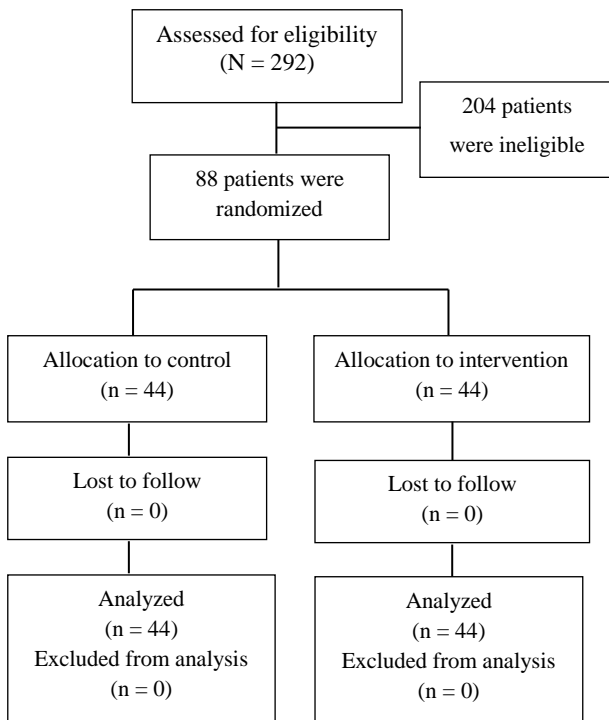 Assessed for eligibility
(N = 292)
204 patients
were ineligible
88 patients were
randomized
Allocation to control
(n = 44)
Allocation to intervention
(n = 44)
Lost to follow
(n = 0)
Lost to follow
(n = 0)
Analyzed
(n = 44)
Excluded from analysis
(n = 0)
Analyzed
(n = 44)
Excluded from analysis
(n = 0)